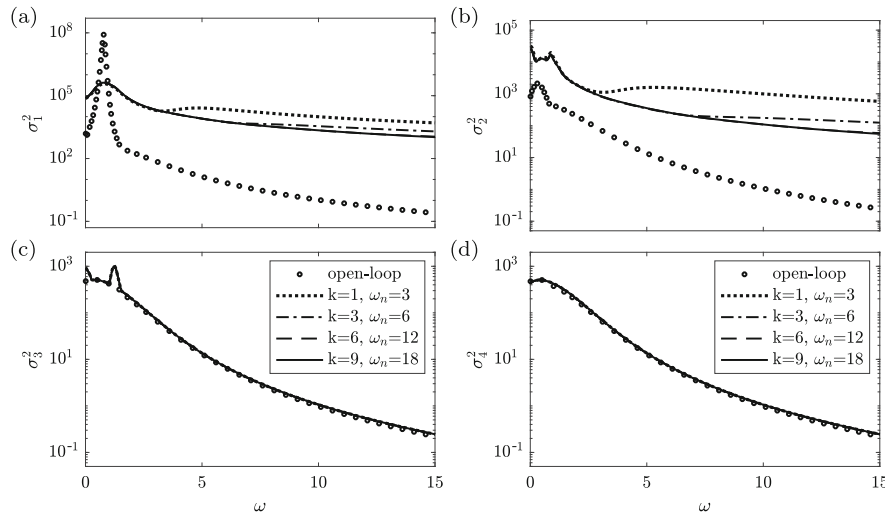 (a)
10^8
10^5
10^2
10^{-1}
σ_1^2
0
5
10
15
(b)
10^5
10^3
10^1
10^{-1}
σ_2^2
0
5
10
15
(c)
10^3
10^1
10^{-1}
σ_3^2
open-loop
k=1, ω_n=3
k=3, ω_n=6
k=6, ω_n=12
k=9, ω_n=18
0
5
10
15
ω
(d)
10^3
10^1
10^{-1}
σ_4^2
open-loop
k=1, ω_n=3
k=3, ω_n=6
k=6, ω_n=12
k=9, ω_n=18
0
5
10
15
ω